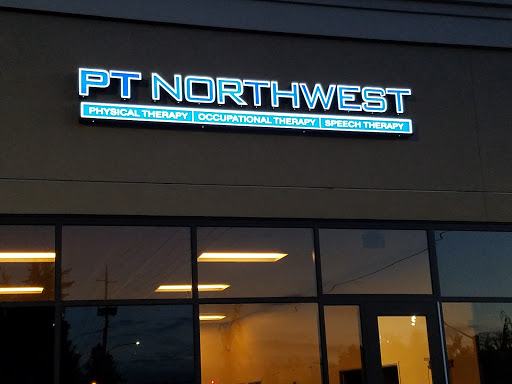 PT NORTHWEST
PHYSICAL THERAPY | OCCUPATIONAL THERAPY | SPEECH THERAPY